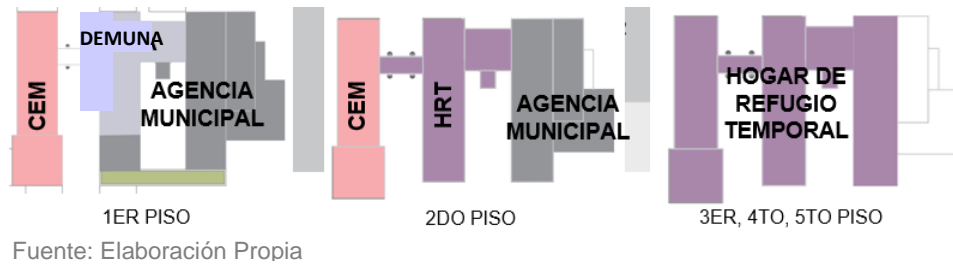 CEM
DEMUNA
AGENCIA
MUNICIPAL
1ER PISO
CEM
HRT
AGENCIA
MUNICIPAL
2DO PISO
HOGAR DE
REFUGIO
TEMPORAL
3ER, 4TO, 5TO PISO
Fuente: Elaboración Propia